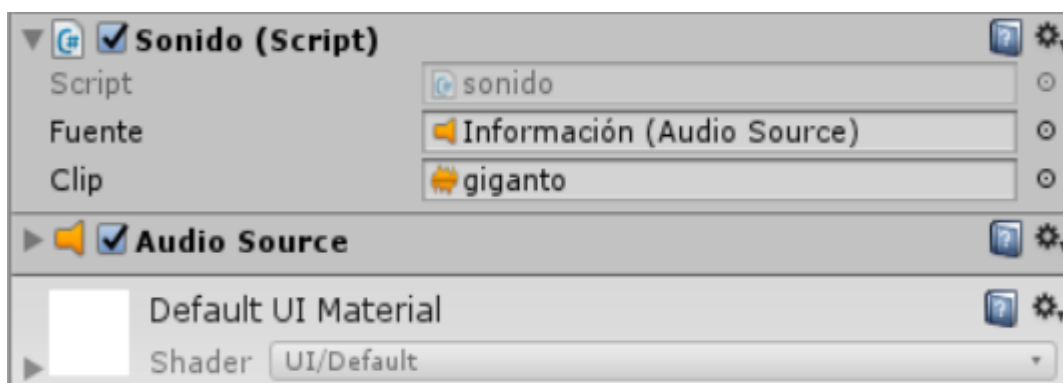 Sonido (Script)
Script sonido
Fuente Información (Audio Source)
Clip giganto
Audio Source
Default UI Material
Shader UI/Default